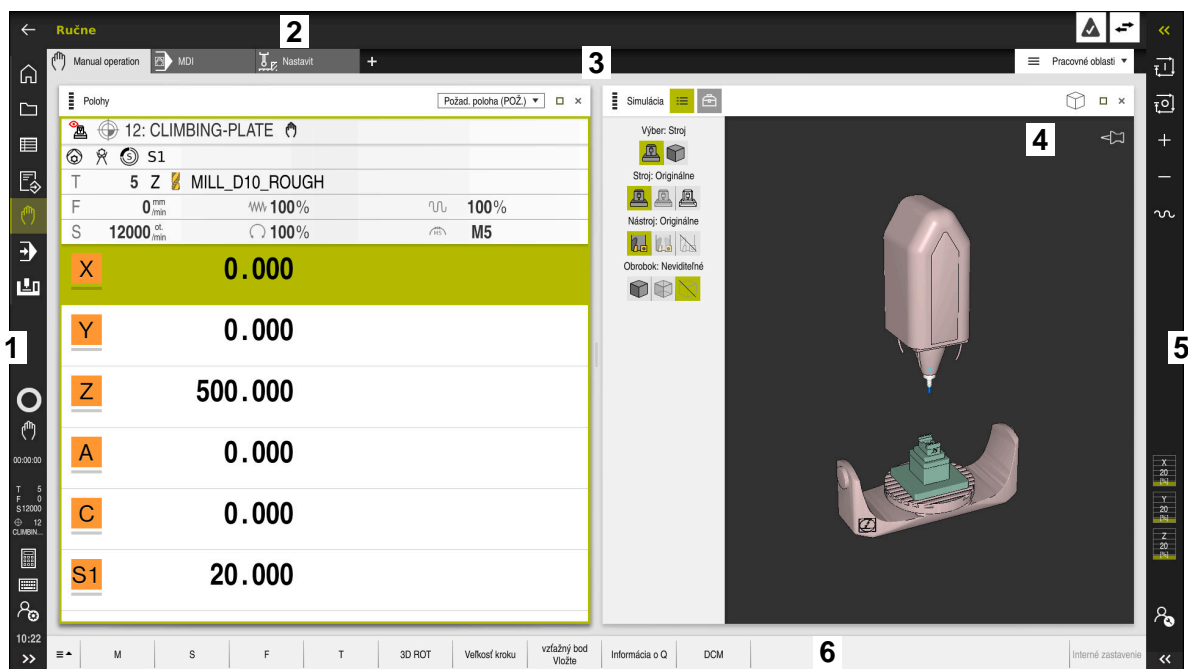 Ručne
2
Manual operation
MDI
Nastavit
+
3
Pracovné oblasti
Polohy
Požad. poloha (POŽ.)
12: CLIMBING-PLATE
S1
T 5 Z MILL_D10_ROUGH
F 0 mm/min 100% 100%
S 12000 ot./min 100% M5
X 0.000
Y 0.000
Z 500.000
A 0.000
C 0.000
S1 20.000
Simulácia
Výber: Stroj
Stroj: Originálne
Nástroj: Originálne
Obrobok: Neviditeľné
4
1
00:00:00
T 5
F 0
S 12000
12
CLIMBIN...
10:22
5
X
20
[%]
Y
20
[%]
Z
20
[%]
M
S
F
T
3D ROT
Veľkosť kroku
vzťažný bod
Vložte
Informácia o Q
DCM
6
Interné zastavenie